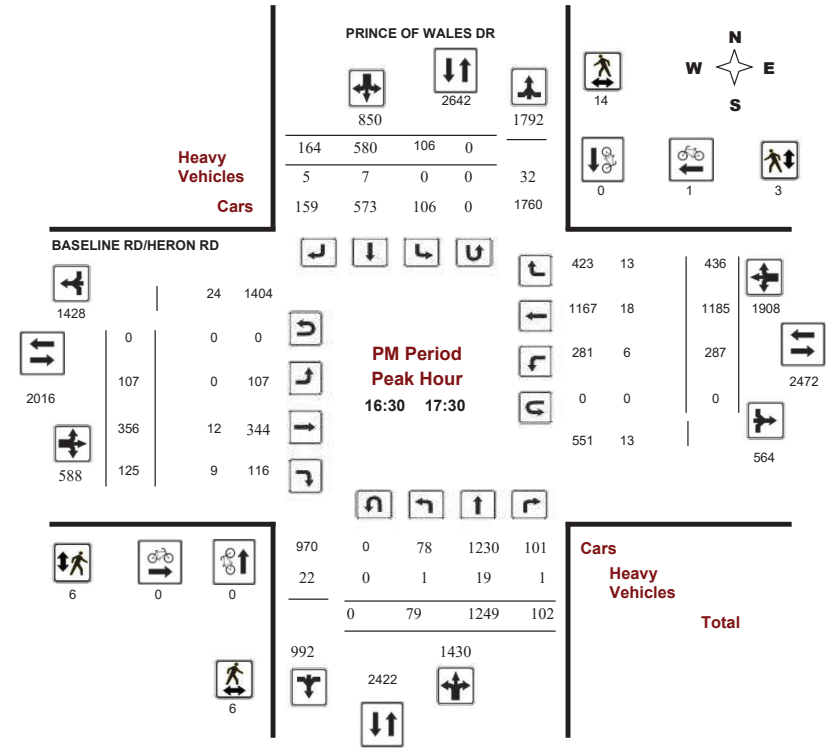 PRINCE OF WALES DR
N
W E
S
2642
14
850
1792
164 580 106 0
Heavy
Vehicles
5 7 0 0 32
Cars
159 573 106 0 1760
0 1 3
BASELINE RD/HERON RD
1428
24 1404
0 0 0
2016
107 0 107
356 12 344
588
125 9 116
PM Period
Peak Hour
16:30 17:30
423 13 436
1167 18 1185 1908
281 6 287
2472
0 0 0
551 13
564
970 0 78 1230 101
22 0 1 19 1
0 79 1249 102
992 1430
2422
Cars
Heavy
Vehicles
Total
6 0 0
6